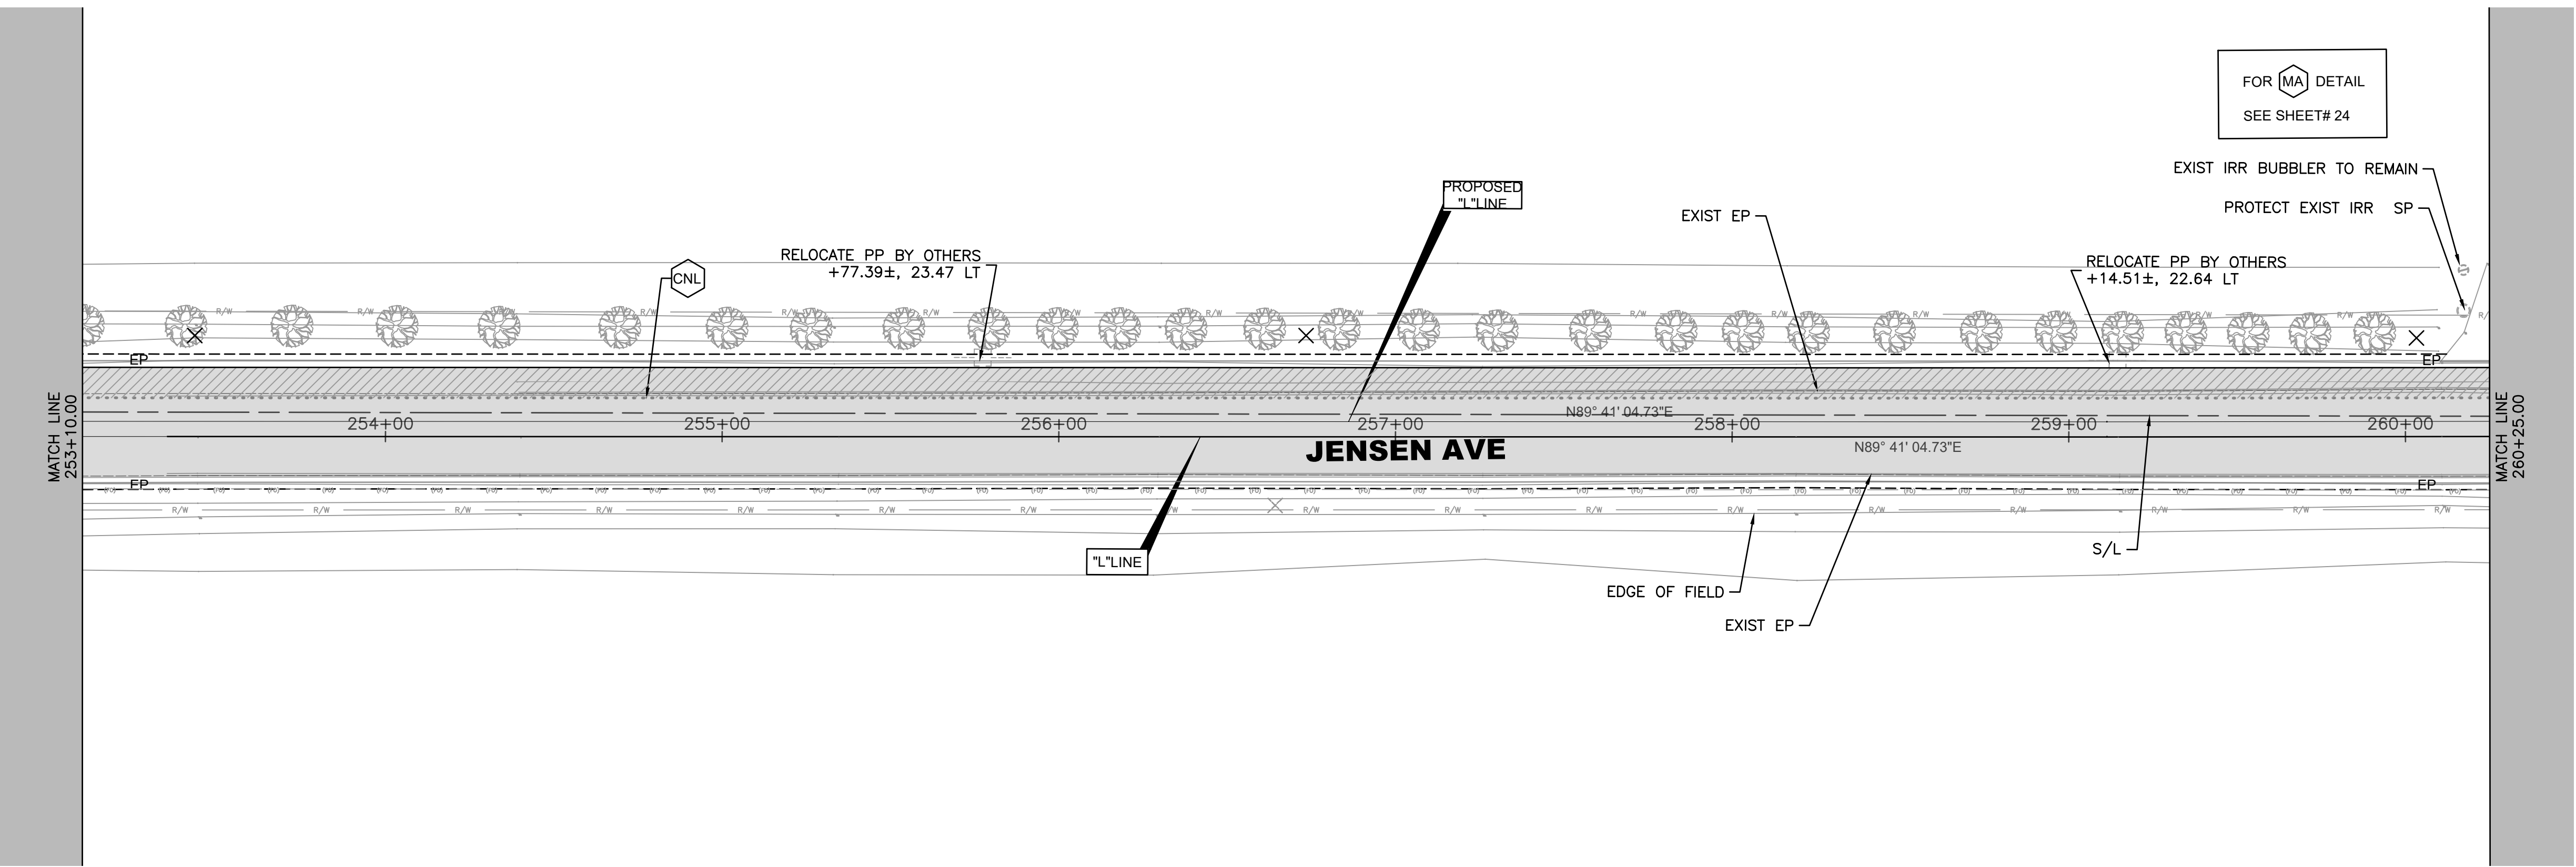 FOR MA DETAIL
SEE SHEET# 24
EXIST IRR BUBBLER TO REMAIN
PROTECT EXIST IRR SP
PROPOSED
"L"LINE
EXIST EP
RELOCATE PP BY OTHERS
+77.39±, 23.47 LT
CNL
RELOCATE PP BY OTHERS
+14.51±, 22.64 LT
R/W R/W R/W R/W R/W R/W R/W R/W R/W R/W R/W R/W R/W R/W R/W R/W
EP EP
MATCH LINE
253+10.00
N89° 41' 04.73"E
254+00 255+00 256+00 257+00 258+00 259+00 260+00
JENSEN AVE
N89° 41' 04.73"E
MATCH LINE
260+25.00
EP EP
R/W R/W R/W R/W R/W R/W R/W R/W R/W R/W R/W R/W R/W R/W R/W R/W R/W
"L"LINE
S/L
EDGE OF FIELD
EXIST EP